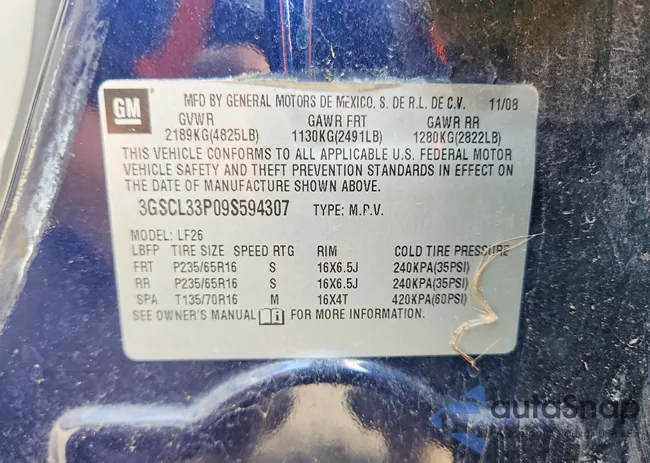 GM
MFD BY GENERAL MOTORS DE MEXICO, S. DE R.L. DE C.V. 11/08
GVWR GAWR FRT GAWR RR
2189KG(4825LB) 1130KG(2491LB) 1280KG(2822LB)
THIS VEHICLE CONFORMS TO ALL APPLICABLE U.S. FEDERAL MOTOR
VEHICLE SAFETY AND THEFT PREVENTION STANDARDS IN EFFECT ON
THE DATE OF MANUFACTURE SHOWN ABOVE.
3GSCL33P09S594307 TYPE: M.P.V.
MODEL: LF26
LBFP TIRE SIZE SPEED RTG RIM COLD TIRE PRESSURE
FRT P235/65R16 S 16X6.5J 240KPA(35PSI)
RR P235/65R16 S 16X6.5J 240KPA(35PSI)
SPA T135/70R16 M 16X4T 420KPA(60PSI)
SEE OWNER'S MANUAL FOR MORE INFORMATION.
autoSnap